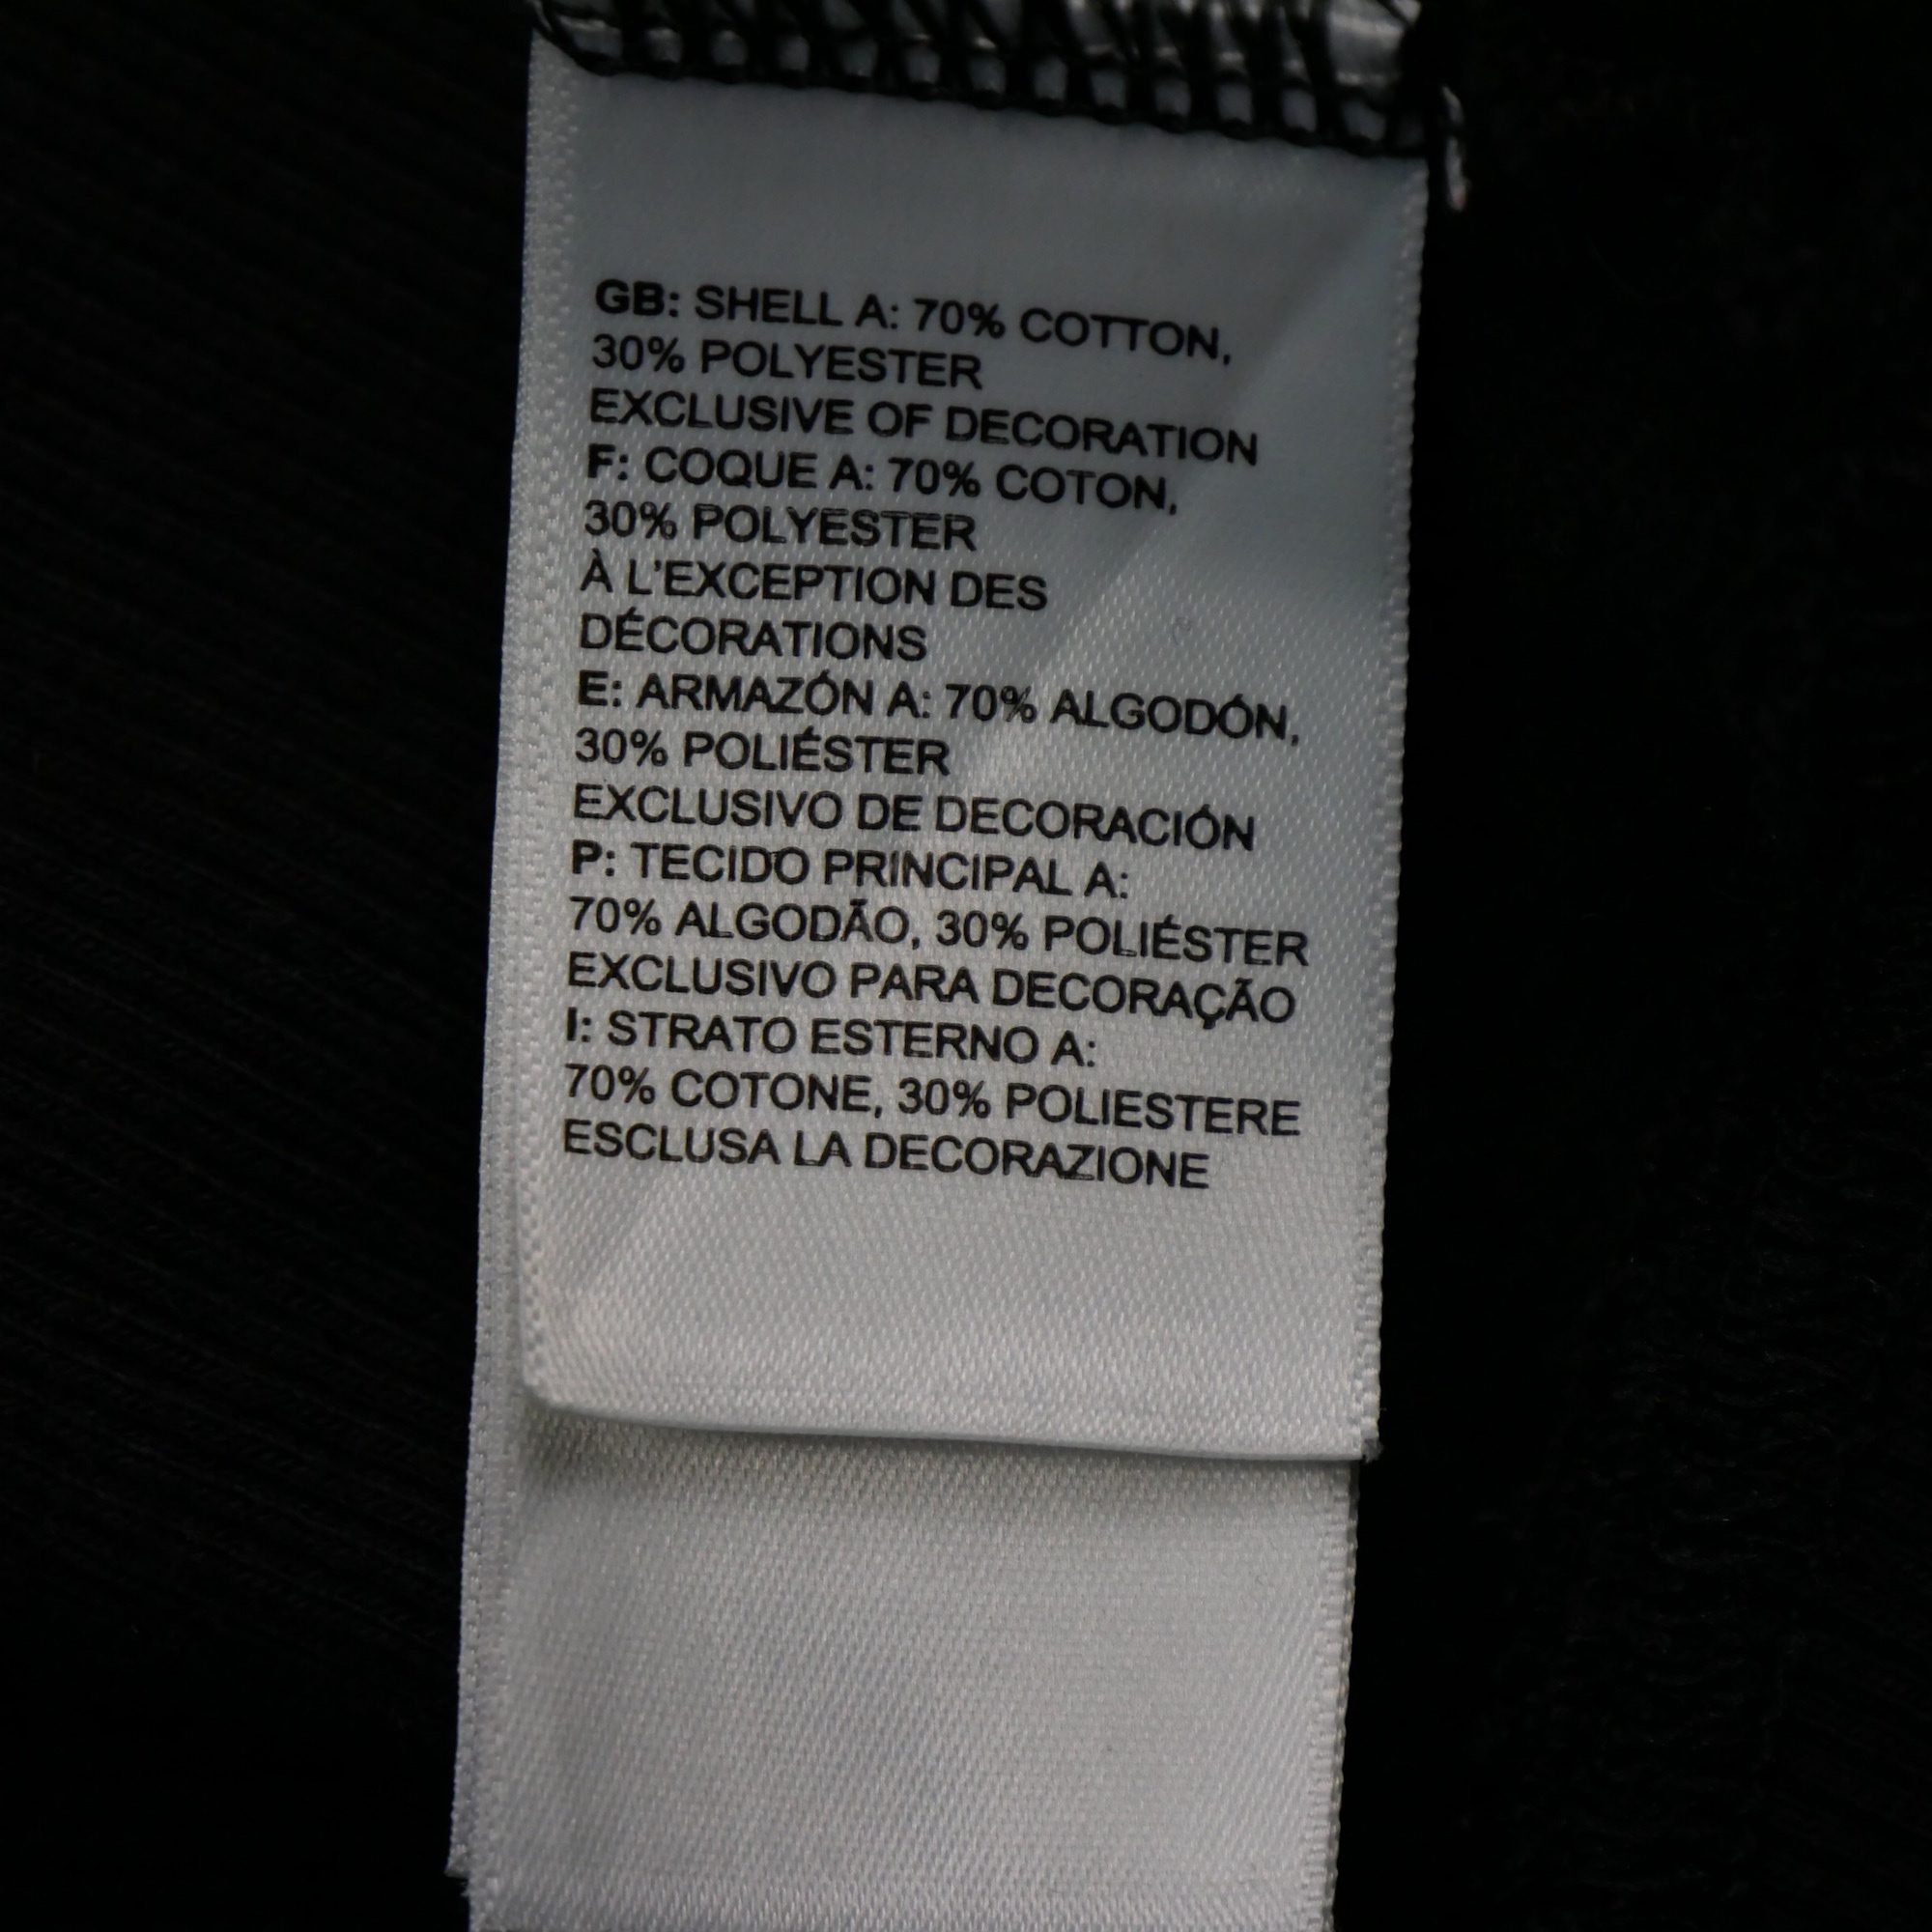 GB: SHELL A: 70% COTTON,
30% POLYESTER
EXCLUSIVE OF DECORATION
F: COQUE A: 70% COTON,
30% POLYESTER
À L'EXCEPTION DES
DÉCORATIONS
E: ARMAZÓN A: 70% ALGODÓN,
30% POLIÉSTER
EXCLUSIVO DE DECORACIÓN
P: TECIDO PRINCIPAL A:
70% ALGODÃO, 30% POLIÉSTER
EXCLUSIVO PARA DECORAÇÃO
I: STRATO ESTERNO A:
70% COTONE, 30% POLIESTERE
ESCLUSA LA DECORAZIONE